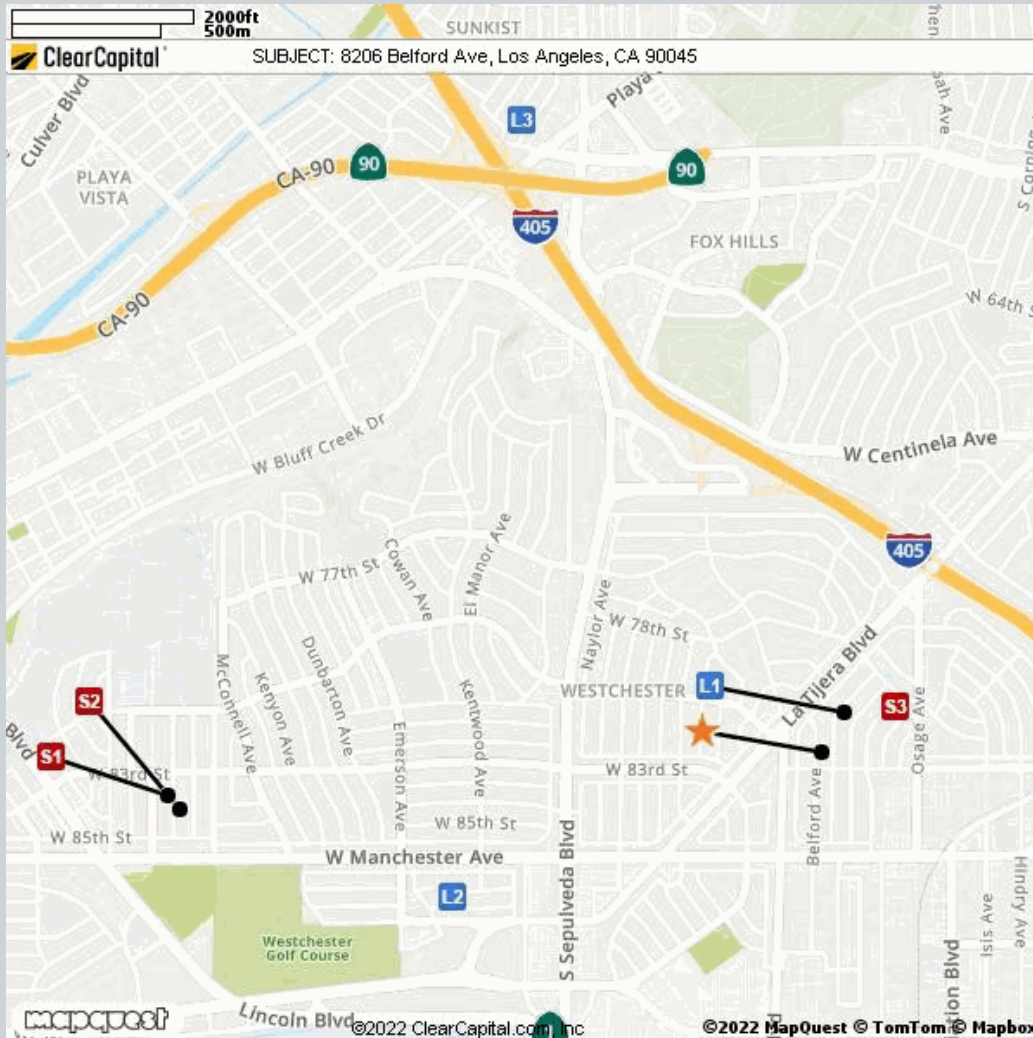 2000ft
500m
SUNKIST
ClearCapital
SUBJECT: 8206 Belford Ave, Los Angeles, CA 90045
Culver Blvd
Playa
L3
PLAYA
VISTA
CA-90
90
90
405
FOX HILLS
W 64th S
CA-90
W Bluff Creek Dr
W Centinela Ave
405
El Manor Ave
Cowan Ave
W 77th St
Naylor Ave
W 78th St
Dunbarton Ave
McConnell Ave
Kenyon Ave
Kentwood Ave
Emerson Ave
WESTCHESTER
L1
La Tijera Blvd
S3
Osage Ave
S2
S1
Blvd
W 83rd St
W 83rd St
Belford Ave
W 85th St
W 85th St
W Manchester Ave
S Sepulveda Blvd
L2
Hindry Ave
Isis Ave
Westchester
Golf Course
Lincoln Blvd
mapquest
©2022 ClearCapital.com, Inc
©2022 MapQuest © TomTom © Mapbox